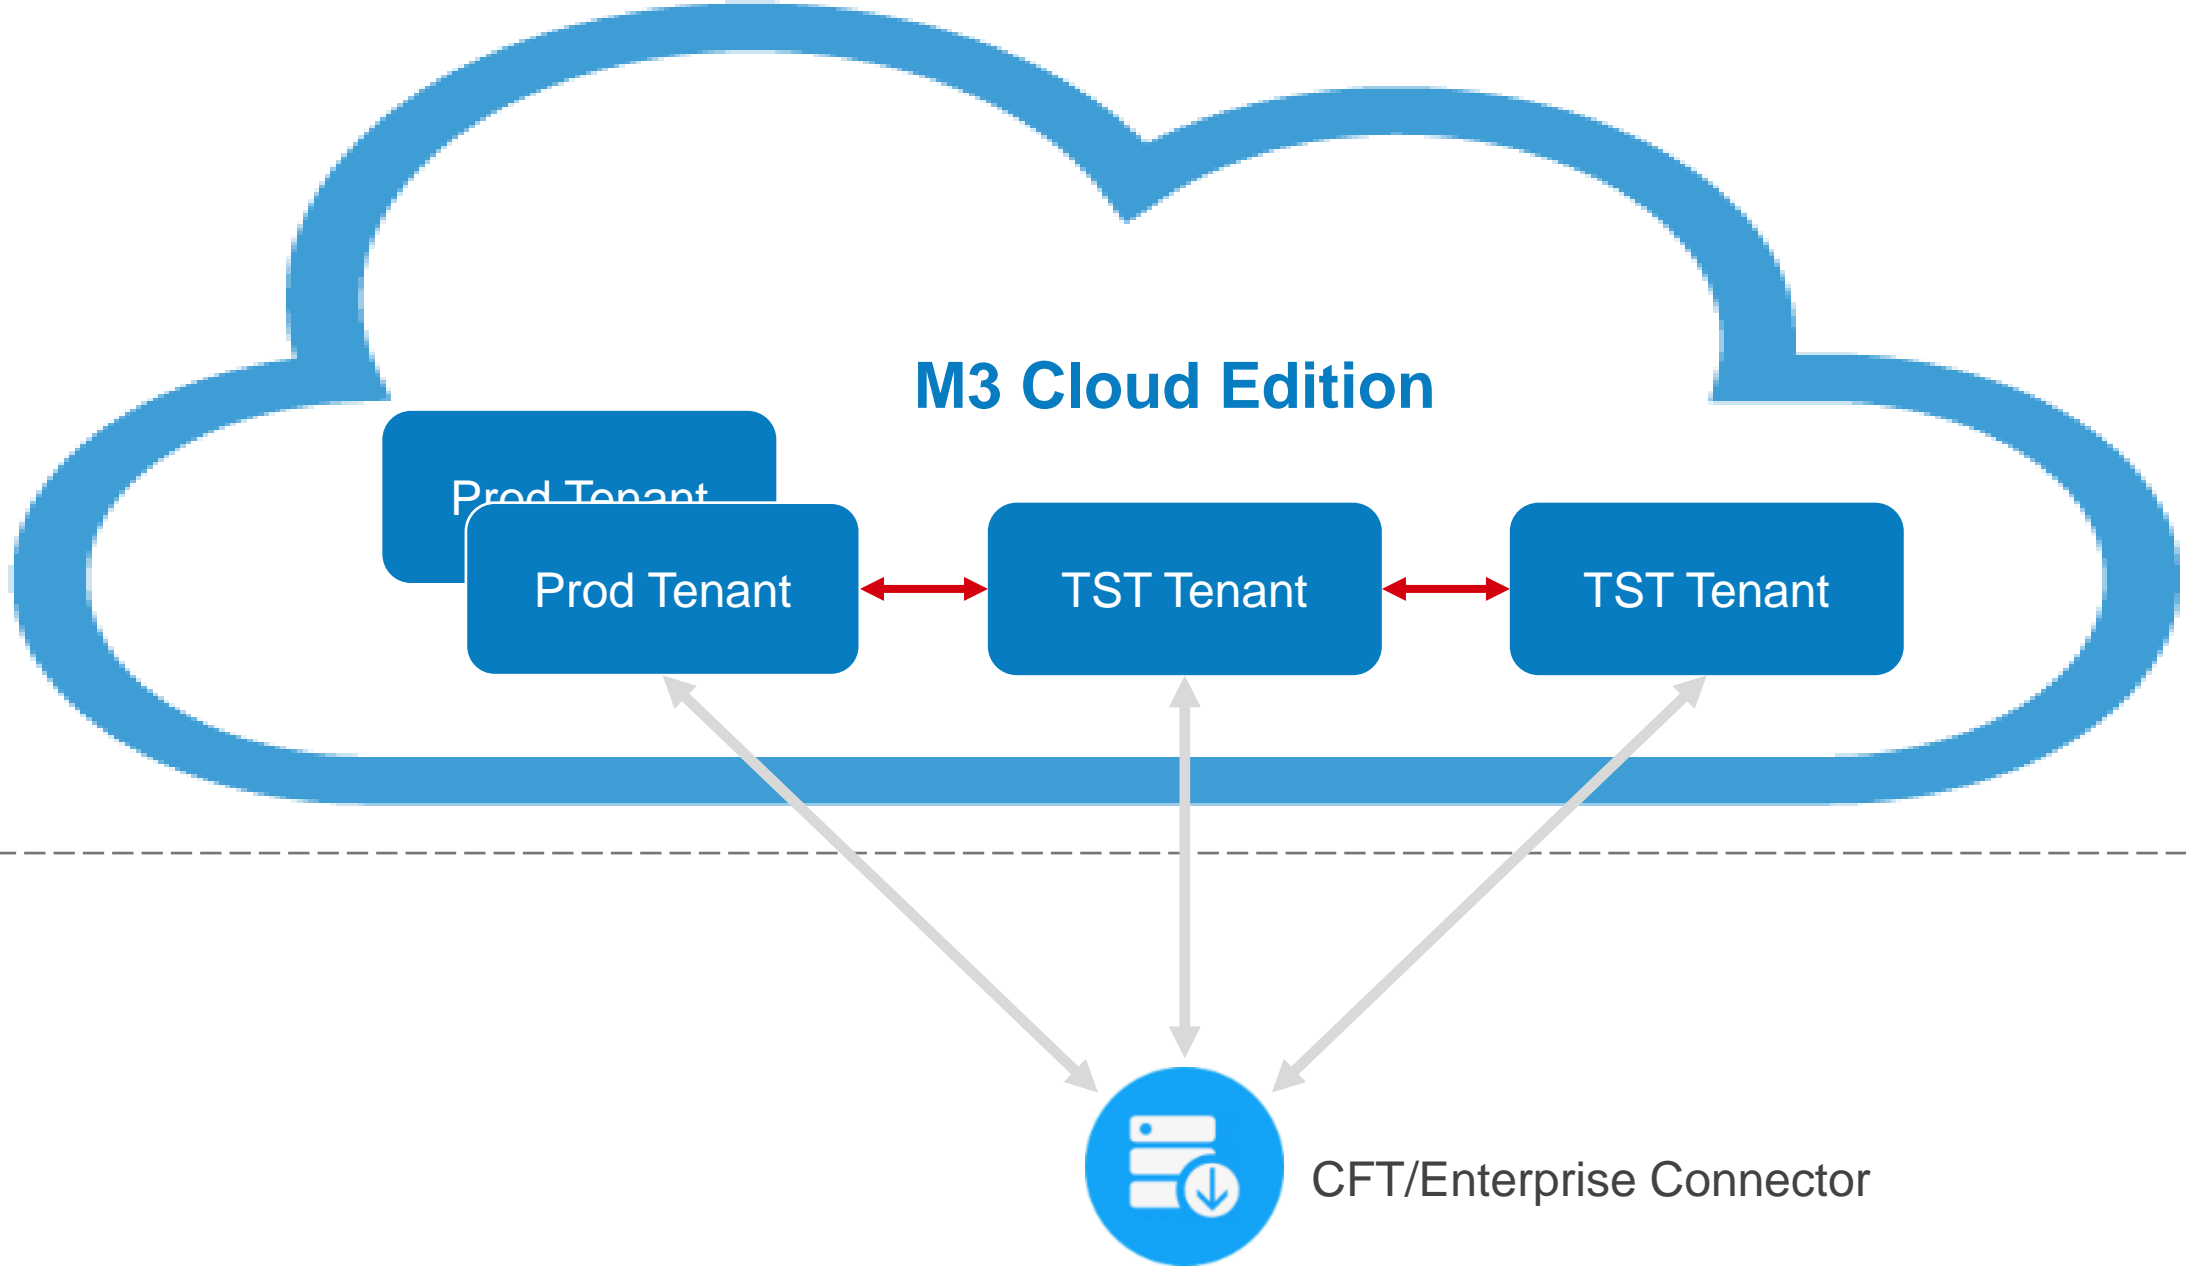 M3 Cloud Edition
Prod Tenant
Prod Tenant
TST Tenant
TST Tenant
CFT/Enterprise Connector